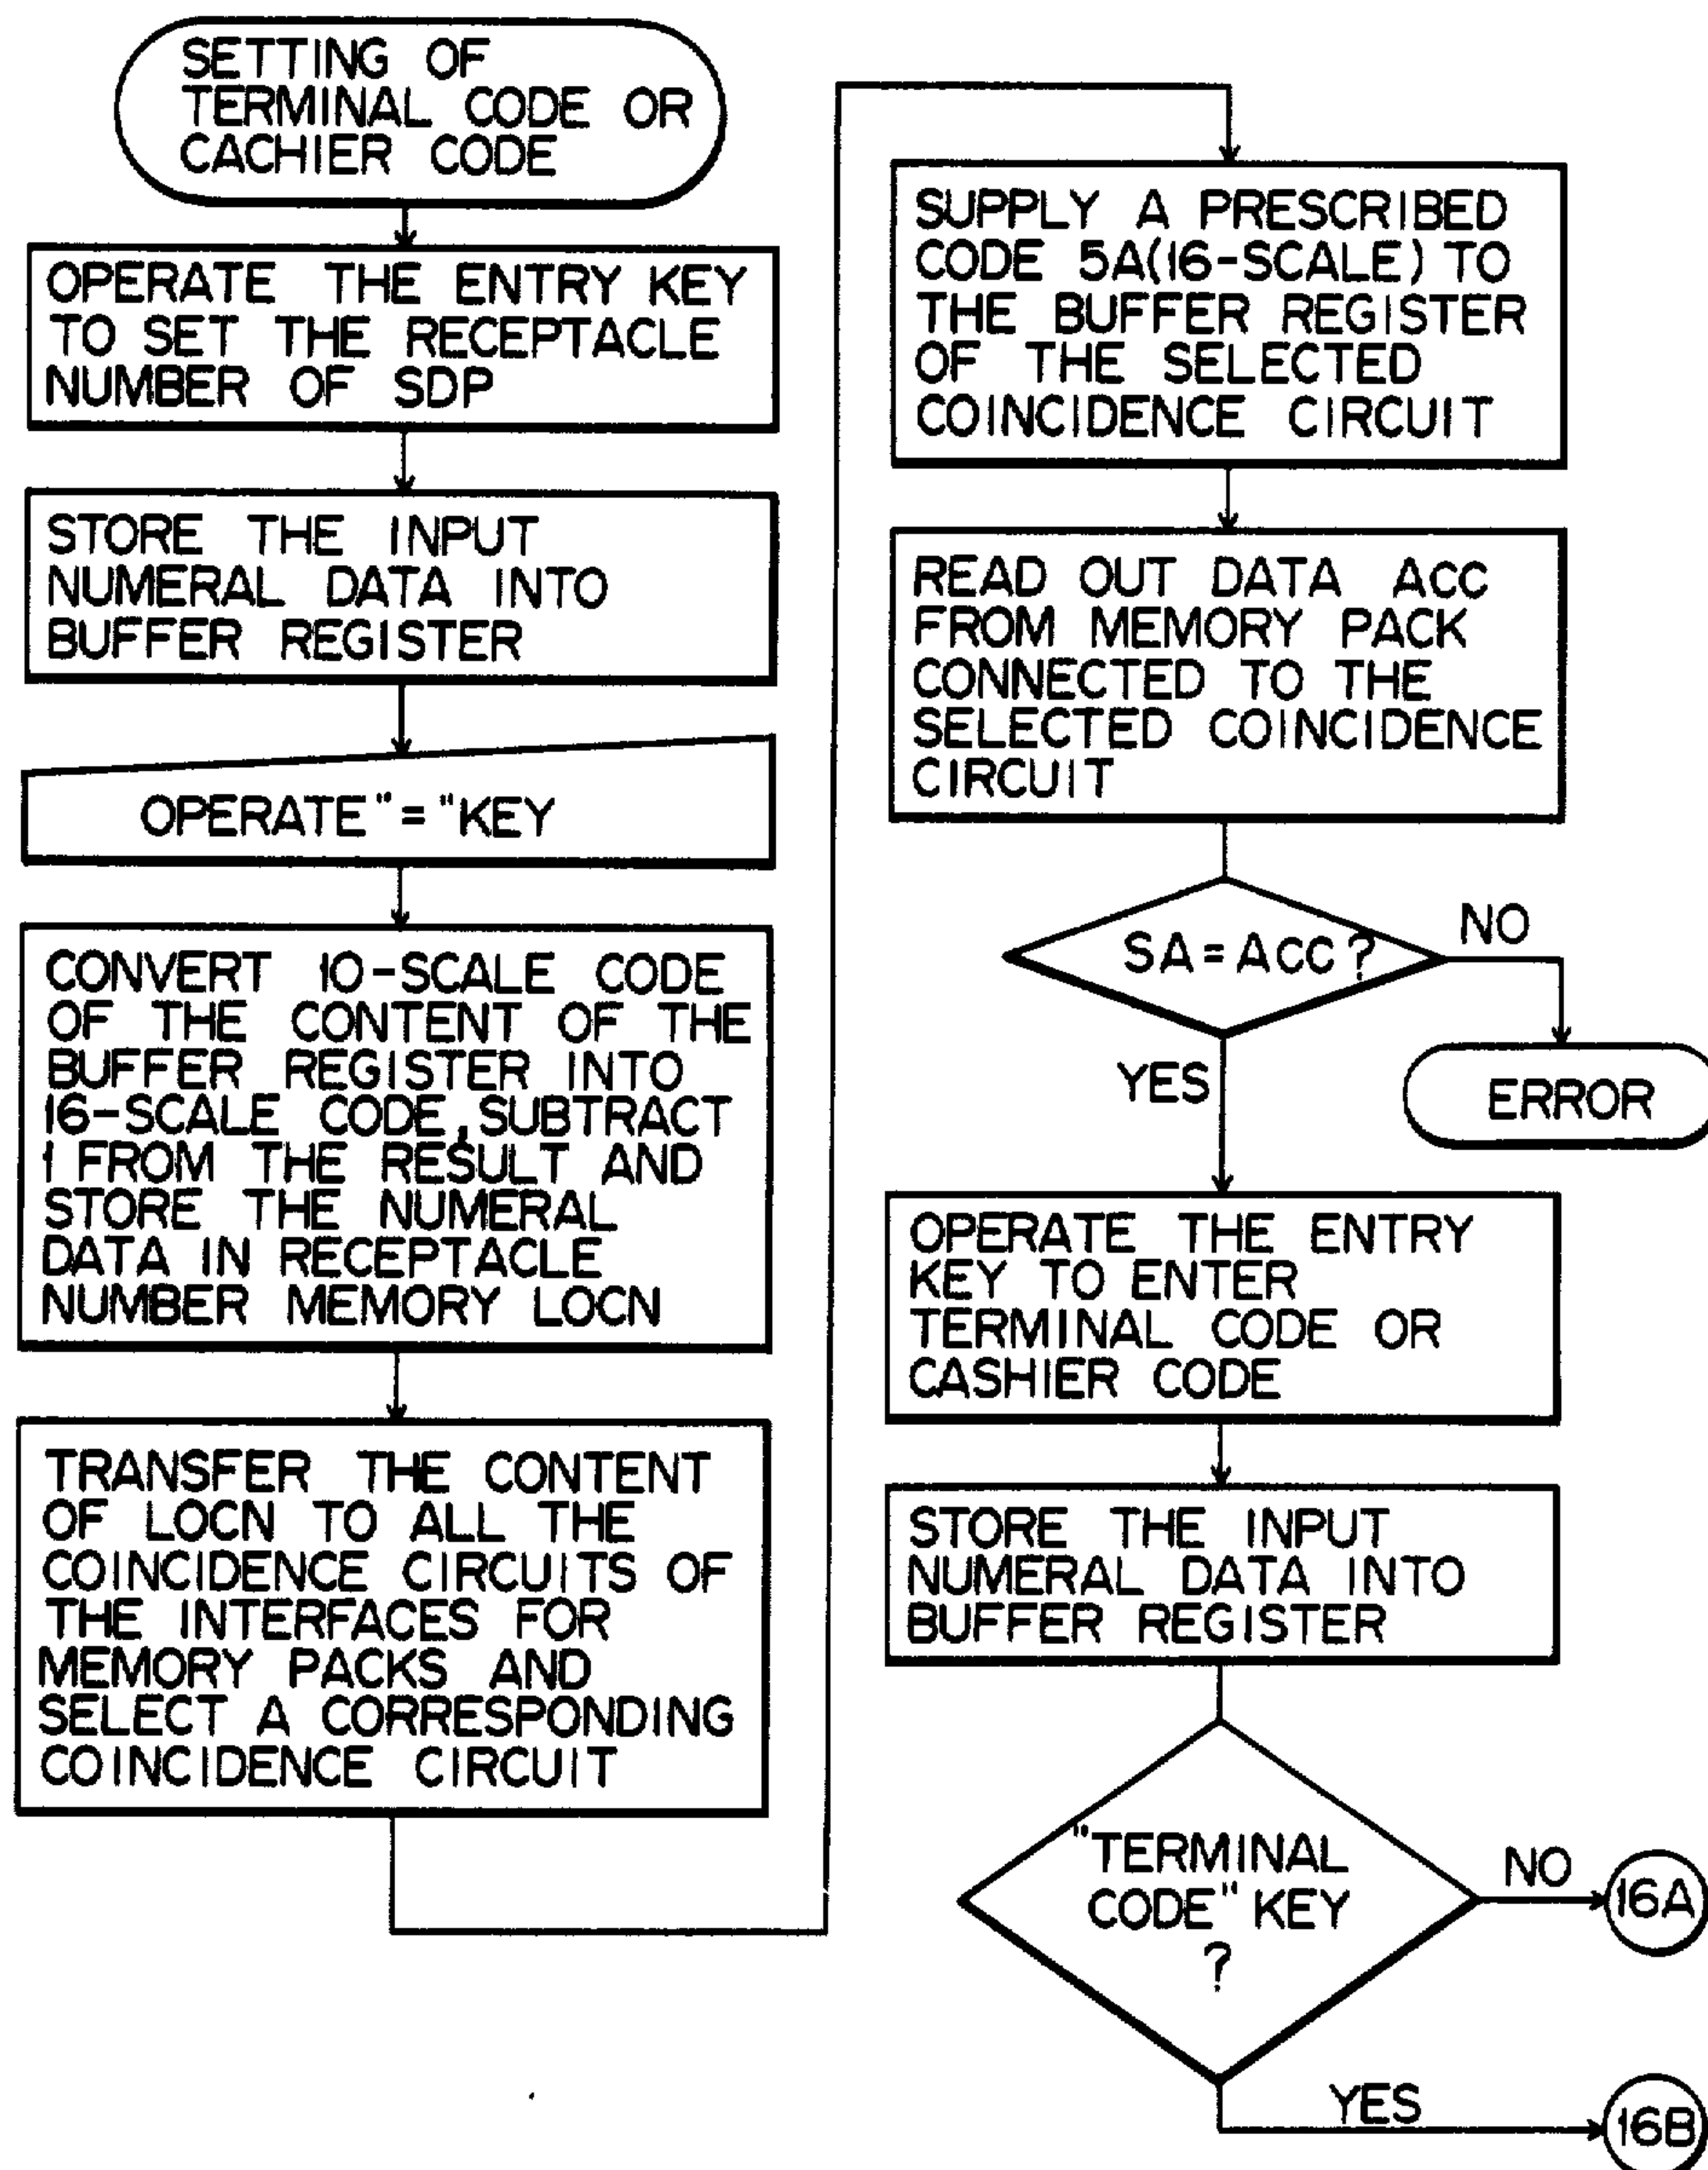 SETTING OF
TERMINAL CODE OR
CACHIER CODE
OPERATE THE ENTRY KEY
TO SET THE RECEPTACLE
NUMBER OF SDP
STORE THE INPUT
NUMERAL DATA INTO
BUFFER REGISTER
OPERATE"="KEY
CONVERT 10-SCALE CODE
OF THE CONTENT OF THE
BUFFER REGISTER INTO
16-SCALE CODE, SUBTRACT
1 FROM THE RESULT AND
STORE THE NUMERAL
DATA IN RECEPTACLE
NUMBER MEMORY LOCN
TRANSFER THE CONTENT
OF LOCN TO ALL THE
COINCIDENCE CIRCUITS OF
THE INTERFACES FOR
MEMORY PACKS AND
SELECT A CORRESPONDING
COINCIDENCE CIRCUIT
SUPPLY A PRESCRIBED
CODE 5A(16-SCALE) TO
THE BUFFER REGISTER
OF THE SELECTED
COINCIDENCE CIRCUIT
READ OUT DATA ACC
FROM MEMORY PACK
CONNECTED TO THE
SELECTED COINCIDENCE
CIRCUIT
SA=ACC?
NO
YES
ERROR
OPERATE THE ENTRY
KEY TO ENTER
TERMINAL CODE OR
CASHIER CODE
STORE THE INPUT
NUMERAL DATA INTO
BUFFER REGISTER
"TERMINAL
CODE" KEY
?
NO
16A
YES
16B